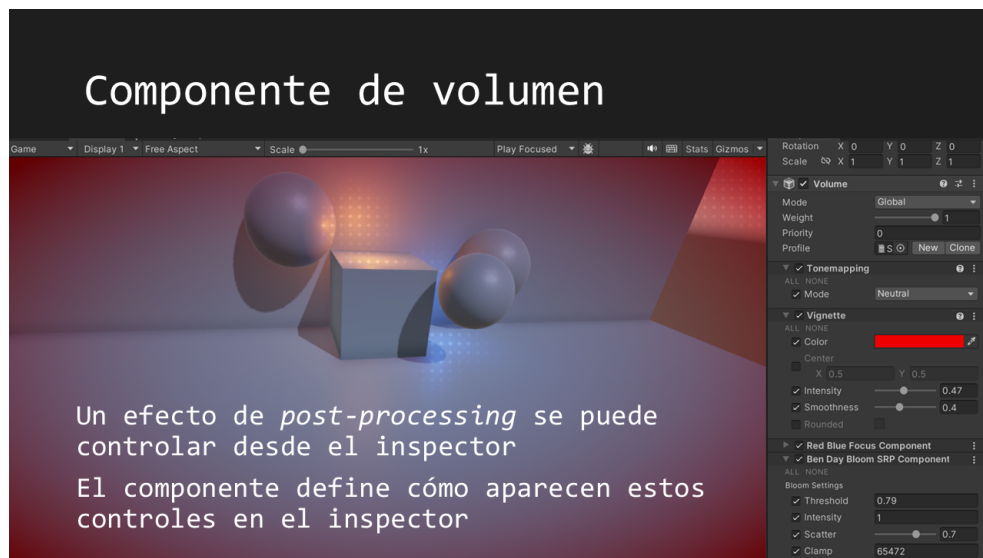 Componente de volumen
Game Display 1 Free Aspect Scale 1x Play Focused Stats Gizmos
Un efecto de post-processing se puede
controlar desde el inspector
El componente define cómo aparecen estos
controles en el inspector
Rotation X 0 Y 0 Z 0
Scale X 1 Y 1 Z 1
Volume
Mode Global
Weight 1
Priority 0
Profile S New Clone
Tonemapping
ALL NONE
Mode Neutral
Vignette
ALL NONE
Color
Center
X 0.5 Y 0.5
Intensity 0.47
Smoothness 0.4
Rounded
Red Blue Focus Component
Ben Day Bloom SRP Component
ALL NONE
Bloom Settings
Threshold 0.79
Intensity 1
Scatter 0.7
Clamp 65472